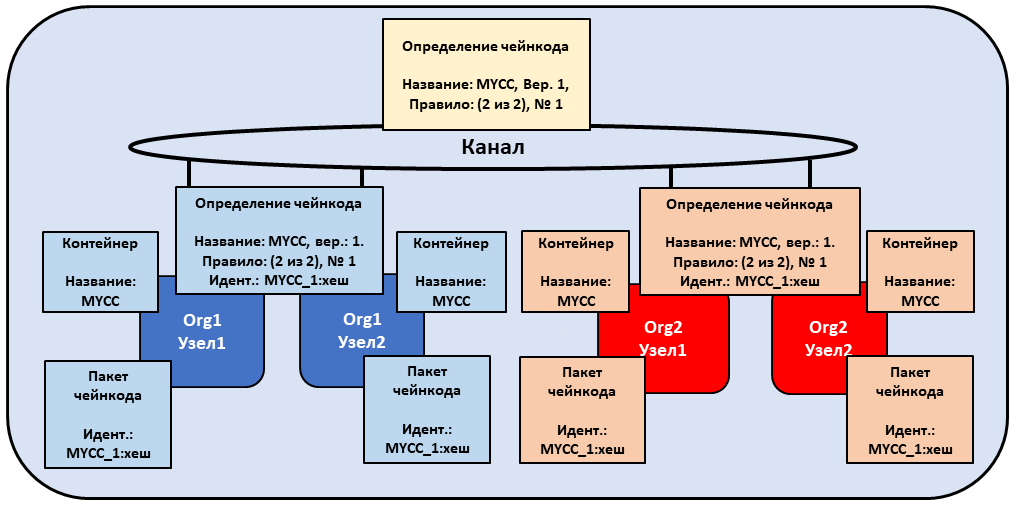 Определение чейнкода
Название: MYCC, Вер. 1,
Правило: (2 из 2), № 1
Канал
Определение чейнкода
Название: MYCC, вер.: 1.
Правило: (2 из 2), № 1
Идент.: MYCC_1:хеш
Определение чейнкода
Название: MYCC, вер.: 1.
Правило: (2 из 2), № 1
Идент.: MYCC_1:хеш
Контейнер
Название:
MYCC
Контейнер
Название:
MYCC
Контейнер
Название:
MYCC
Контейнер
Название:
MYCC
Org1
Узел1
Org1
Узел2
Org2
Узел1
Org2
Узел2
Пакет
чейнкода
Идент.:
MYCC_1:хеш
Пакет
чейнкода
Идент.:
MYCC_1:хеш
Пакет
чейнкода
Идент.:
MYCC_1:хеш
Пакет
чейнкода
Идент.:
MYCC_1:хеш